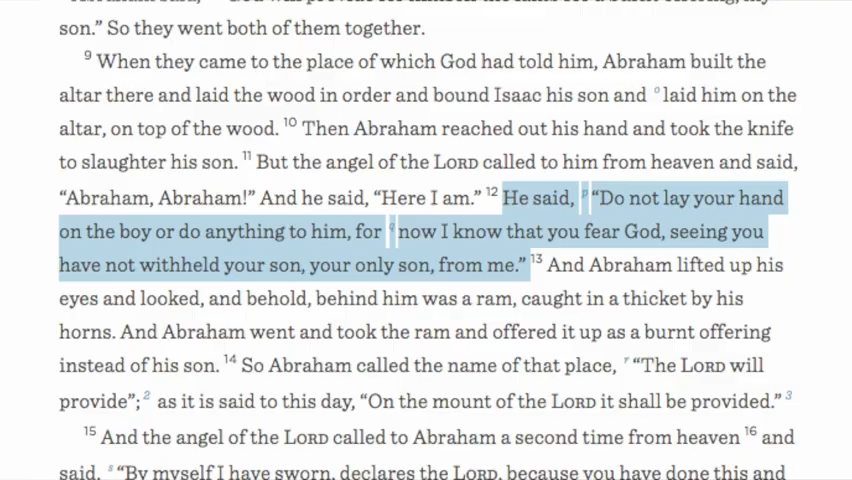 son.” So they went both of them together.
9 When they came to the place of which God had told him, Abraham built the
altar there and laid the wood in order and bound Isaac his son and o laid him on the
altar, on top of the wood. 10 Then Abraham reached out his hand and took the knife
to slaughter his son. 11 But the angel of the LORD called to him from heaven and said,
“Abraham, Abraham!” And he said, “Here I am.” 12 He said, p “Do not lay your hand
on the boy or do anything to him, for q now I know that you fear God, seeing you
have not withheld your son, your only son, from me.” 13 And Abraham lifted up his
eyes and looked, and behold, behind him was a ram, caught in a thicket by his
horns. And Abraham went and took the ram and offered it up as a burnt offering
instead of his son. 14 So Abraham called the name of that place, r “The LORD will
provide”; 2 as it is said to this day, “On the mount of the LORD it shall be provided.” 3
15 And the angel of the LORD called to Abraham a second time from heaven 16 and
said, s “By myself I have sworn, declares the LORD, because you have done this and